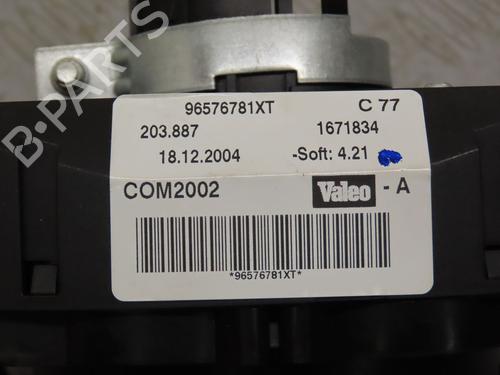 B-PARTS
96576781XT C 77
203.887 1671834
18.12.2004 -Soft: 4.21
COM2002 Valeo - A
*96576781XT*